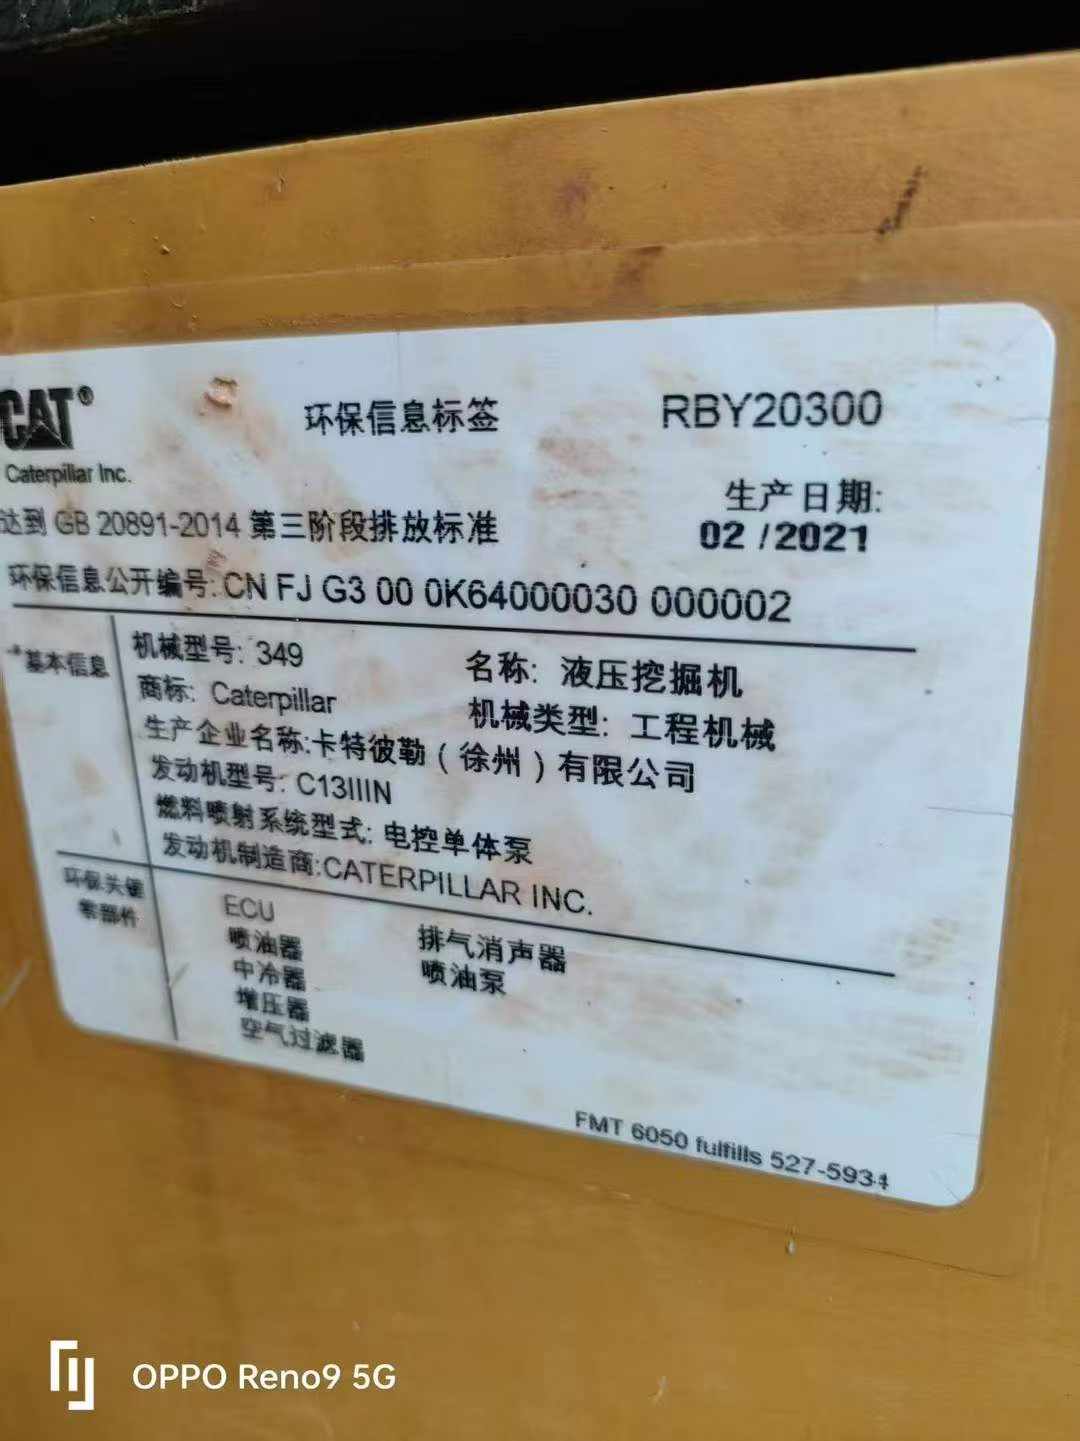 CAT®
Caterpillar Inc.
环保信息标签
RBY20300
生产日期:
02 /2021
达到 GB 20891-2014 第三阶段排放标准
环保信息公开编号: CN FJ G3 00 0K64000030 000002
基本信息
机械型号: 349
名称: 液压挖掘机
商标: Caterpillar
机械类型: 工程机械
生产企业名称:卡特彼勒（徐州）有限公司
发动机型号: C13IIIN
燃料喷射系统型式: 电控单体泵
发动机制造商:CATERPILLAR INC.
环保关键
零部件
ECU
喷油器
排气消声器
中冷器
喷油泵
增压器
空气过滤器
FMT 6050 fulfills 527-5934
OPPO Reno9 5G